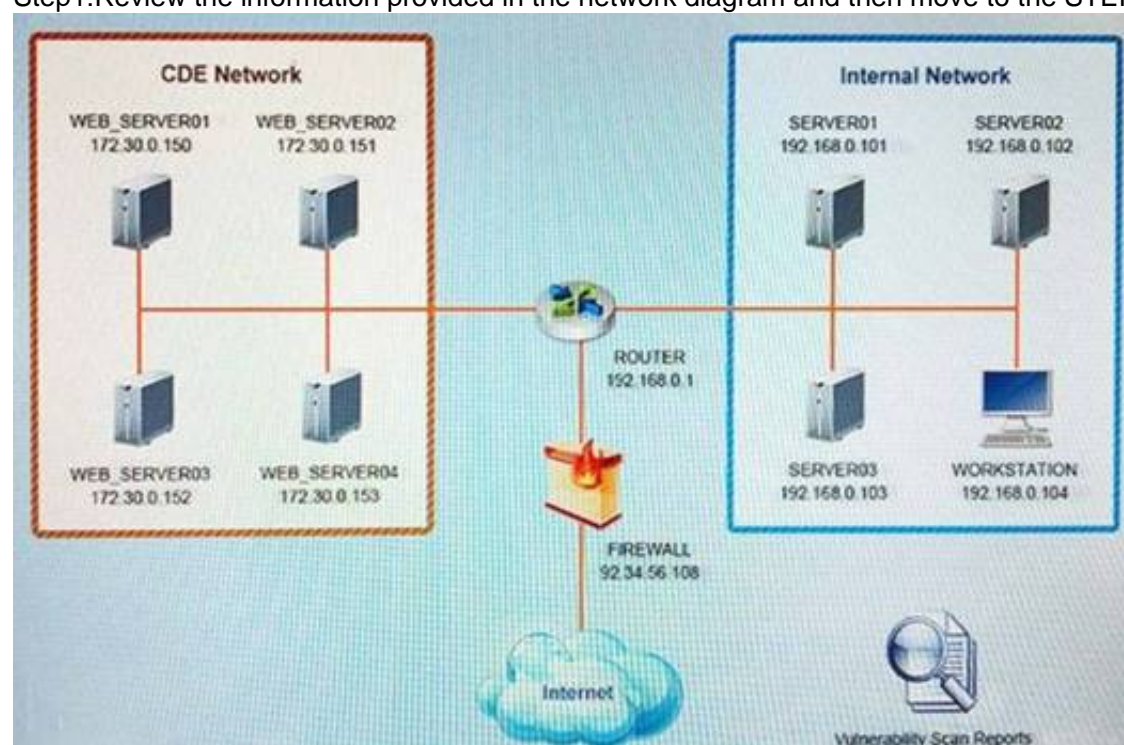 Step1:Review the information provided in the network diagram and then move to the STE
CDE Network
WEB_SERVER01
172.30.0.150
WEB_SERVER02
172.30.0.151
WEB_SERVER03
172.30.0.152
WEB_SERVER04
172.30.0.153
ROUTER
192.168.0.1
FIREWALL
92.34.56.108
Internet
Internal Network
SERVER01
192.168.0.101
SERVER02
192.168.0.102
SERVER03
192.168.0.103
WORKSTATION
192.168.0.104
Vulnerability Scan Reports